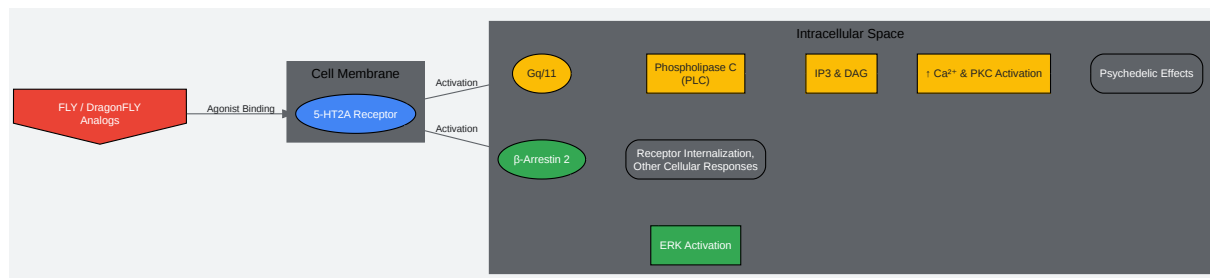 Intracellular Space
Cell Membrane
FLY / DragonFLY
Analogs
Agonist Binding
5-HT2A Receptor
Activation
Activation
Gq/11
Phospholipase C
(PLC)
IP3 & DAG
↑ Ca²⁺ & PKC Activation
Psychedelic Effects
β-Arrestin 2
Receptor Internalization,
Other Cellular Responses
ERK Activation